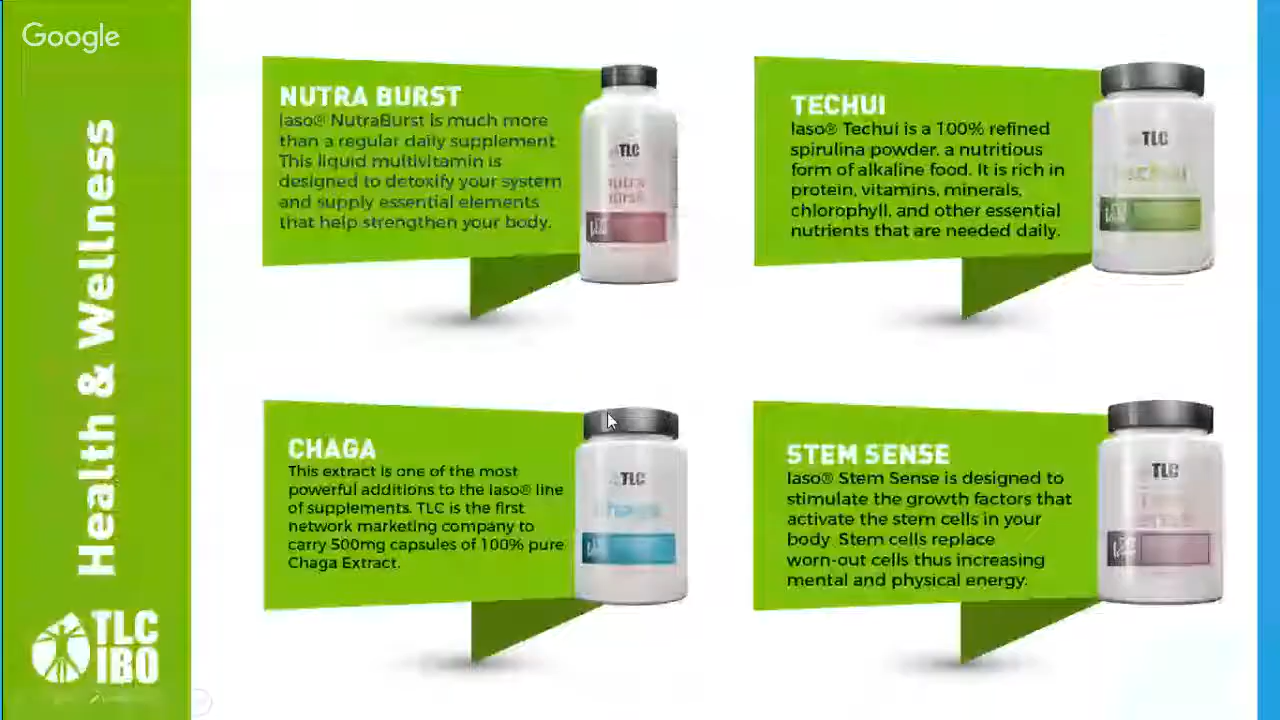 Google
Health & Wellness
TLC
IBO
NUTRA BURST
Iaso® NutraBurst is much more
than a regular daily supplement
This liquid multivitamin is
designed to detoxify your system
and supply essential elements
that help strengthen your body.
TLC
TECHUI
Iaso® Techui is a 100% refined
spirulina powder, a nutritious
form of alkaline food. It is rich in
protein, vitamins, minerals,
chlorophyll, and other essential
nutrients that are needed daily.
TLC
CHAGA
This extract is one of the most
powerful additions to the Iaso® line
of supplements. TLC is the first
network marketing company to
carry 500mg capsules of 100% pure
Chaga Extract.
TLC
STEM SENSE
Iaso® Stem Sense is designed to
stimulate the growth factors that
activate the stem cells in your
body. Stem cells replace
worn-out cells thus increasing
mental and physical energy.
TLC